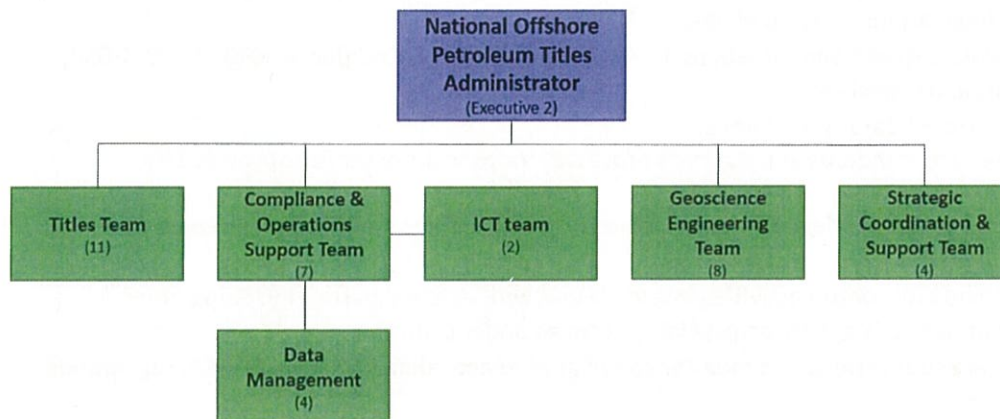 National Offshore
Petroleum Titles
Administrator
(Executive 2)
Titles Team
(11)
Compliance &
Operations
Support Team
(7)
ICT team
(2)
Geoscience
Engineering
Team
(8)
Strategic
Coordination &
Support Team
(4)
Data
Management
(4)